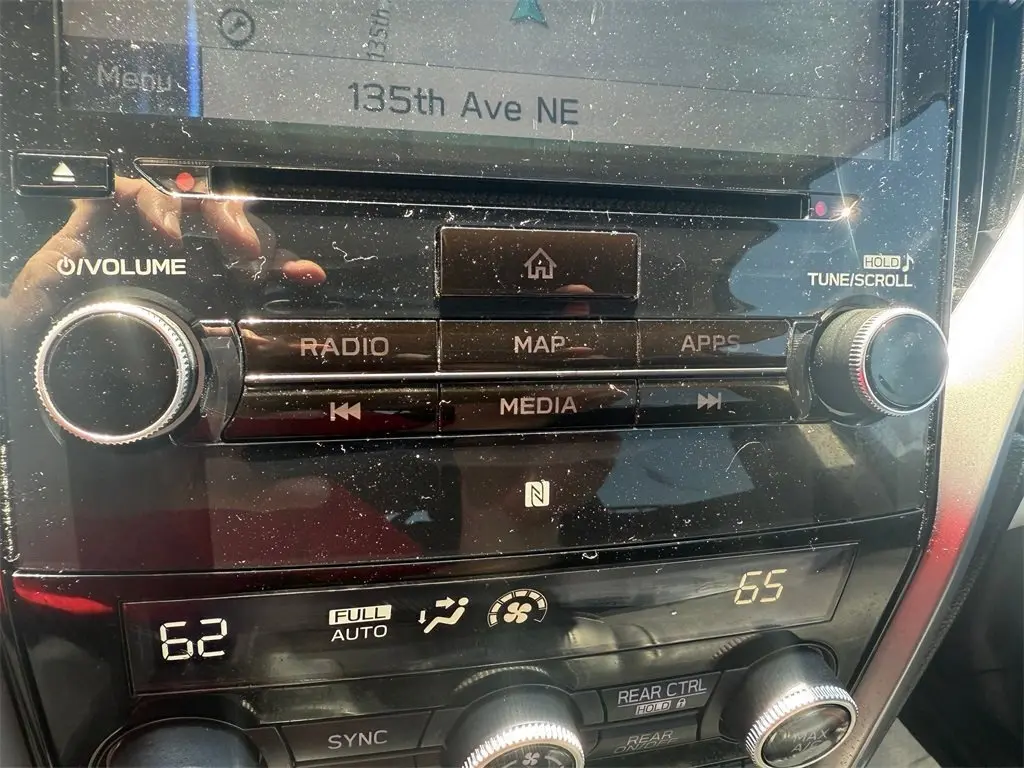 135th
Menu
135th Ave NE
/VOLUME
HOLD
TUNE/SCROLL
RADIO
MAP
APPS
MEDIA
62
FULL
AUTO
65
REAR CTRL
HOLD
SYNC
REAR
MAX
A/C